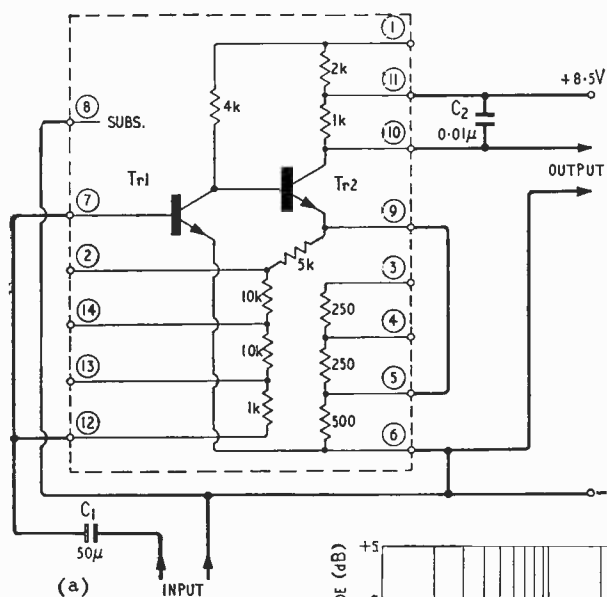 1
2k
11
+8·5V
4k
8
SUBS.
1k
C2
0·01μ
10
OUTPUT
Tr1
Tr2
7
9
2
5k
3
10k
250
4
14
10k
250
13
5
1k
500
12
6
C1
50μ
+5
(a)
INPUT
(dB)